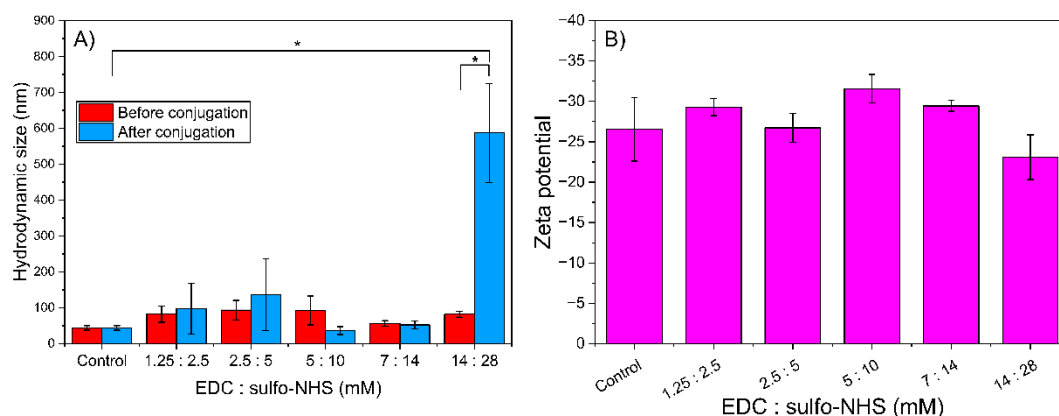 A)
900
800
700
600
500
400
300
200
100
0
Hydrodynamic size (nm)
*
*
Before conjugation
After conjugation
Control 1.25 : 2.5 2.5 : 5 5 : 10 7 : 14 14 : 28
EDC : sulfo-NHS (mM)
B)
−40
−35
−30
−25
−20
−15
−10
−5
0
Zeta potential
Control 1.25 : 2.5 2.5 : 5 5 : 10 7 : 14 14 : 28
EDC : sulfo-NHS (mM)